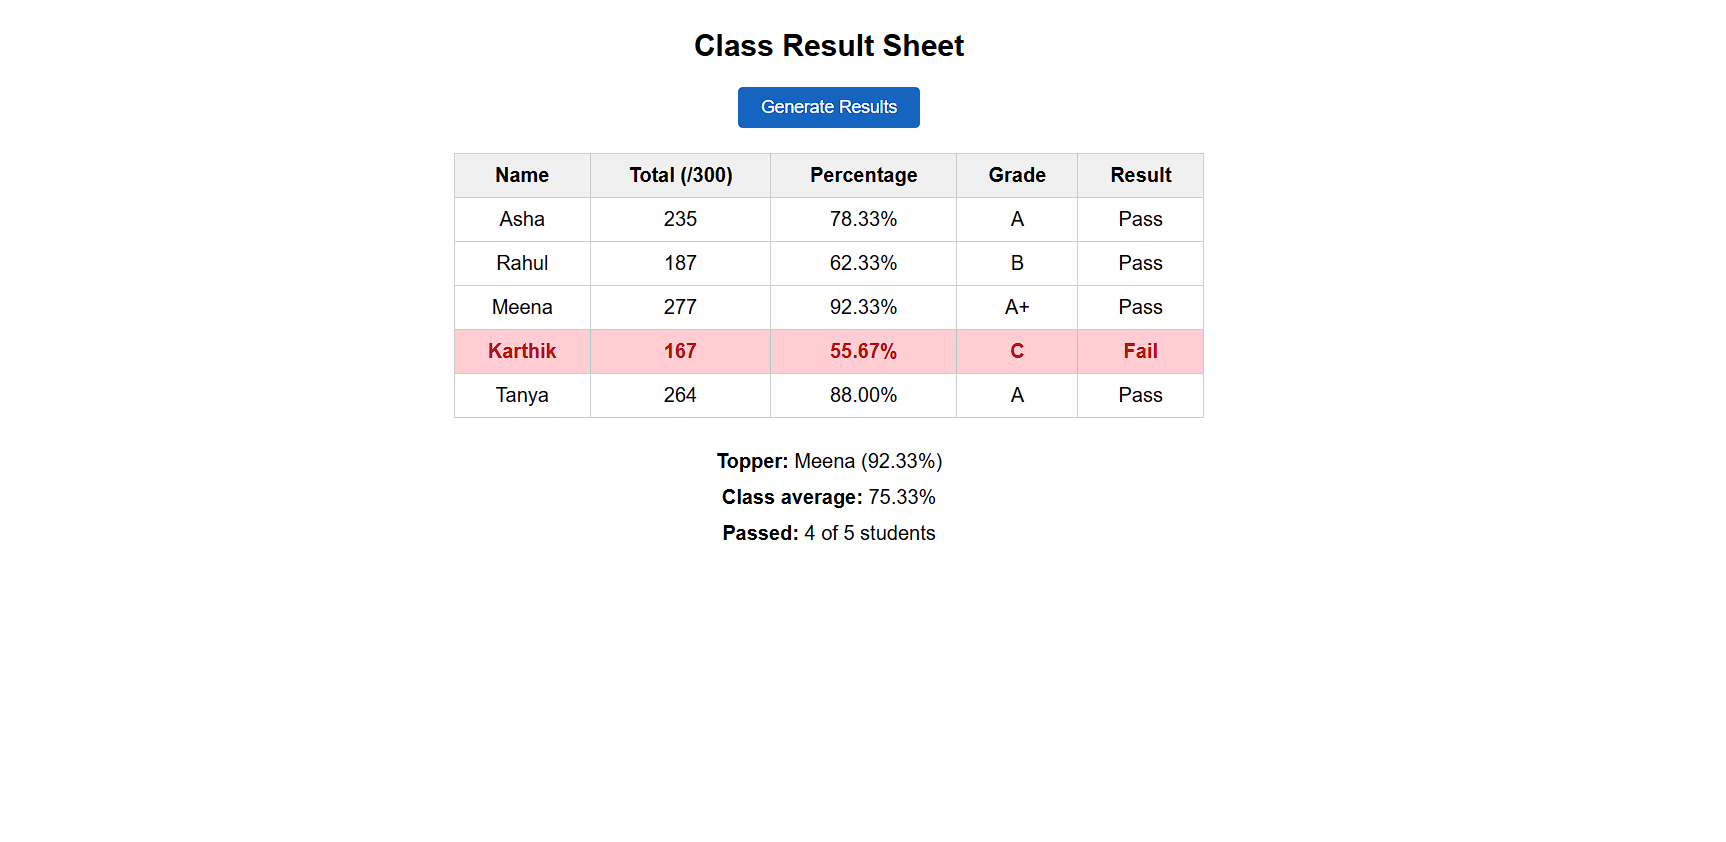 Class Result Sheet
Generate Results
Name Total (/300) Percentage Grade Result
Asha 235 78.33% A Pass
Rahul 187 62.33% B Pass
Meena 277 92.33% A+ Pass
Karthik 167 55.67% C Fail
Tanya 264 88.00% A Pass
Topper: Meena (92.33%)
Class average: 75.33%
Passed: 4 of 5 students